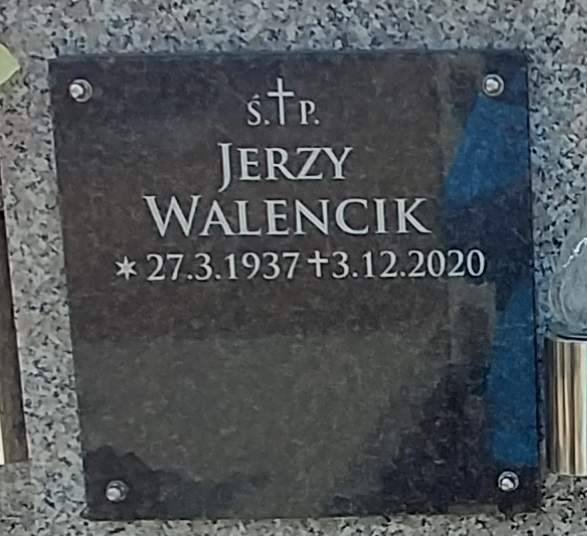 Ś.†P.
JERZY
WALENCIK
✶ 27.3.1937 †3.12.2020